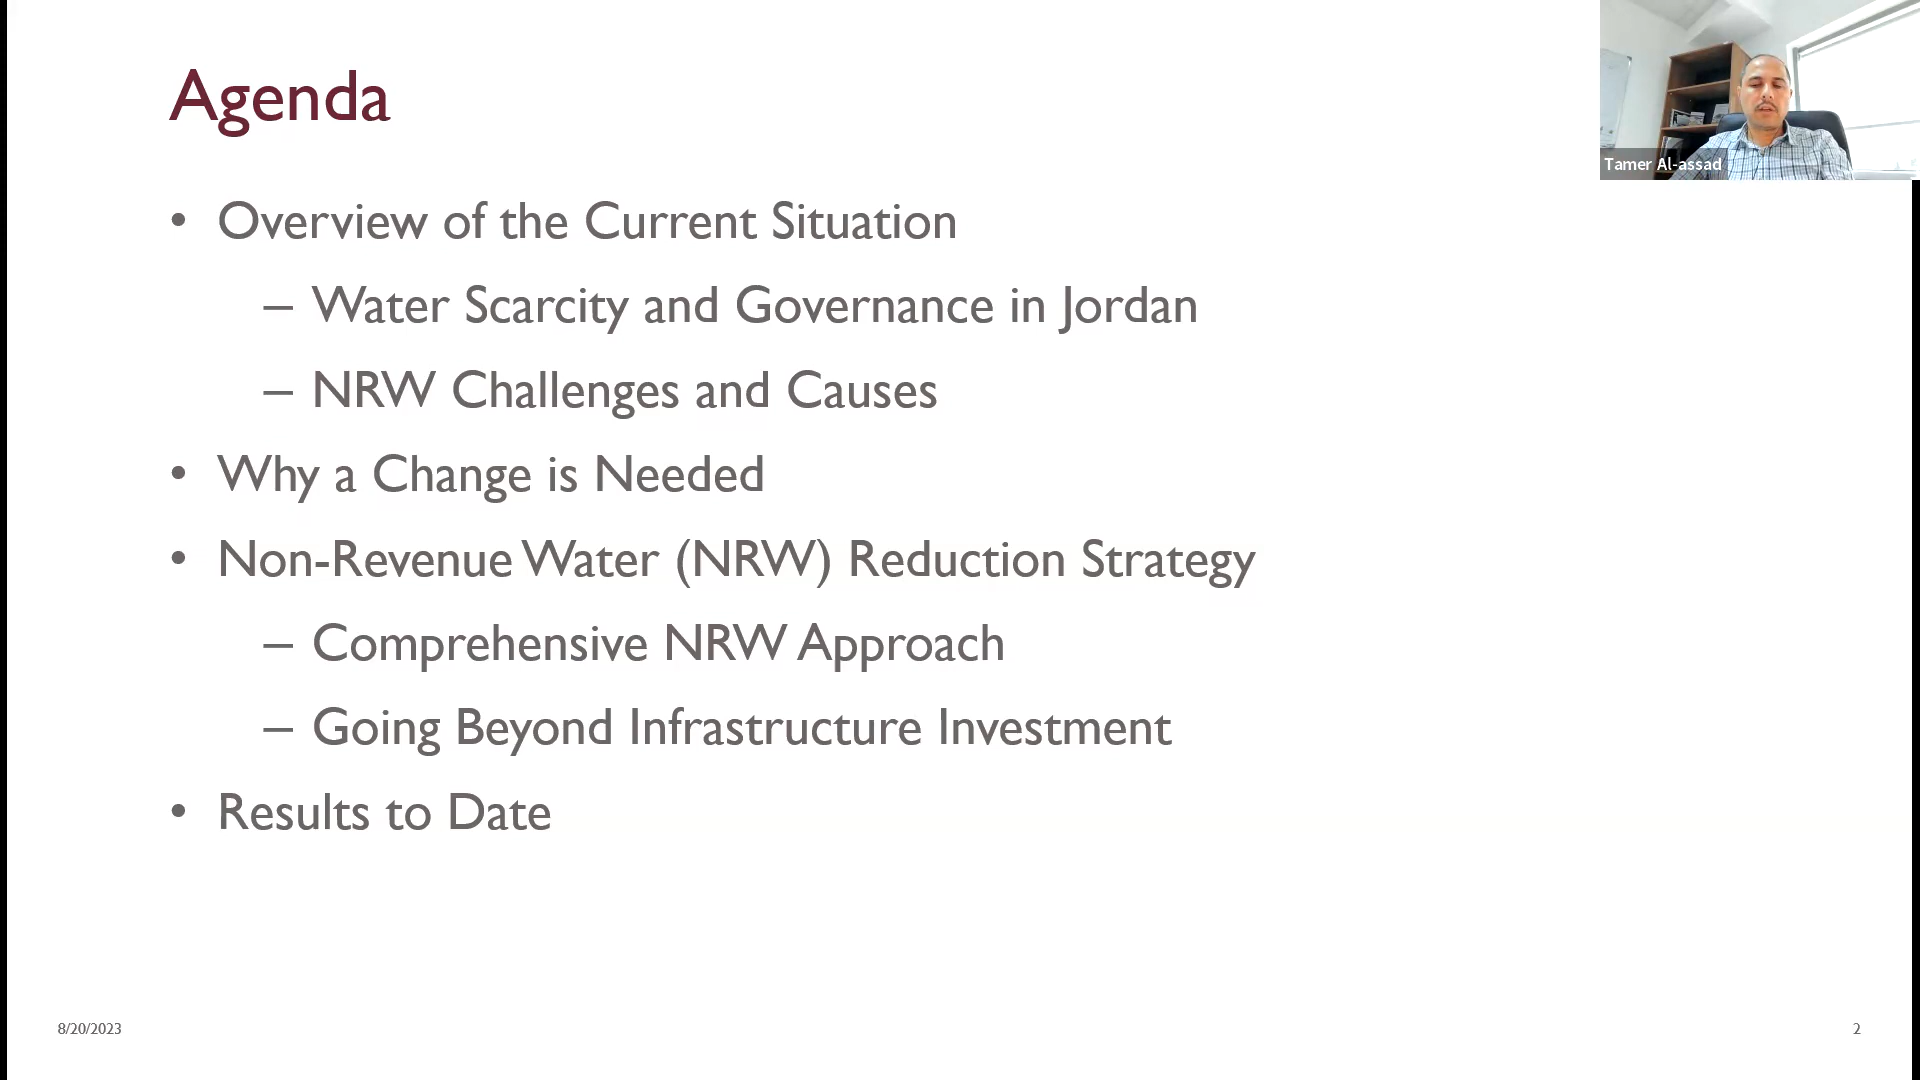 Agenda
Tamer Al-assad
• Overview of the Current Situation
– Water Scarcity and Governance in Jordan
– NRW Challenges and Causes
• Why a Change is Needed
• Non-Revenue Water (NRW) Reduction Strategy
– Comprehensive NRW Approach
– Going Beyond Infrastructure Investment
• Results to Date
8/20/2023
2